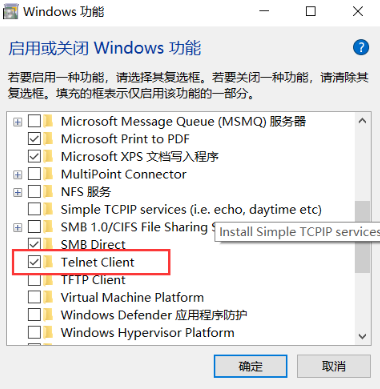 Windows 功能
启用或关闭 Windows 功能
若要启用一种功能，请选择其复选框。若要关闭一种功能，请清除其
复选框。填充的框表示仅启用该功能的一部分。
Microsoft Message Queue (MSMQ) 服务器
Microsoft Print to PDF
Microsoft XPS 文档写入程序
MultiPoint Connector
NFS 服务
Simple TCPIP services (i.e. echo, daytime etc)
SMB 1.0/CIFS File Sharing S
Install Simple TCPIP services
SMB Direct
Telnet Client
TFTP Client
Virtual Machine Platform
Windows Defender 应用程序防护
Windows Hypervisor Platform
确定
取消